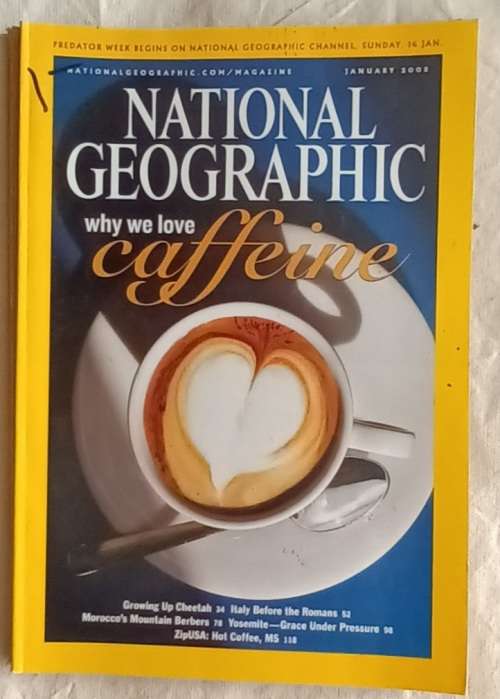 PREDATOR WEEK BEGINS ON NATIONAL GEOGRAPHIC CHANNEL, SUNDAY, 16 JAN.
NATIONALGEOGRAPHIC.COM/MAGAZINE JANUARY 2005
NATIONAL
GEOGRAPHIC
why we love
caffeine
Growing Up Cheetah 34 Italy Before the Romans 52
Morocco's Mountain Berbers 78 Yosemite—Grace Under Pressure 98
ZipUSA: Hot Coffee, MS 118